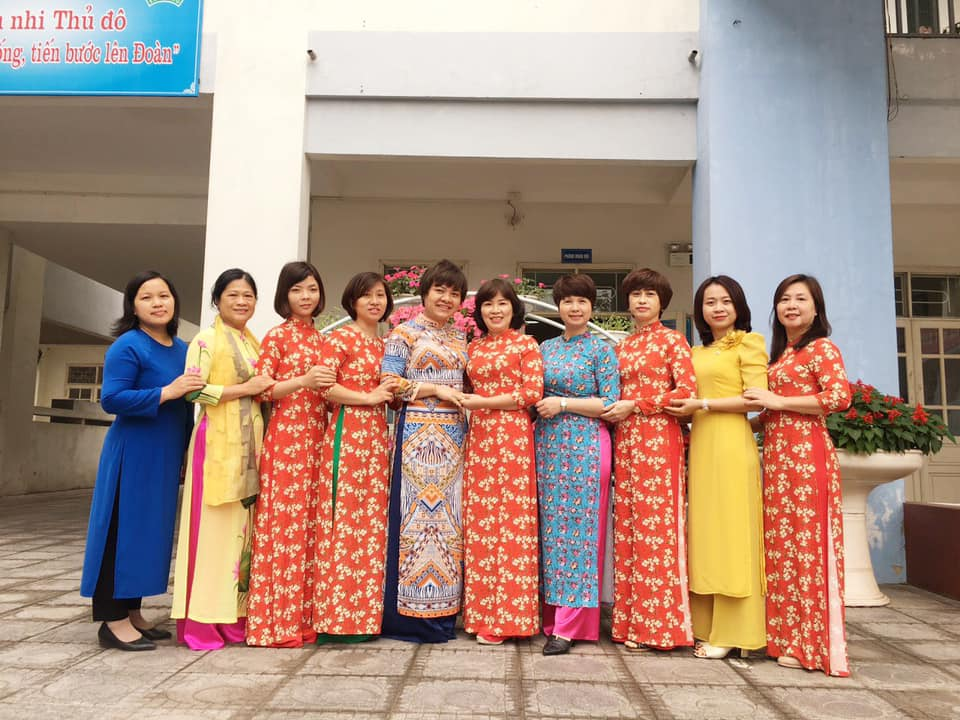 nhi Thủ đô
ống, tiến bước lên Đoàn"